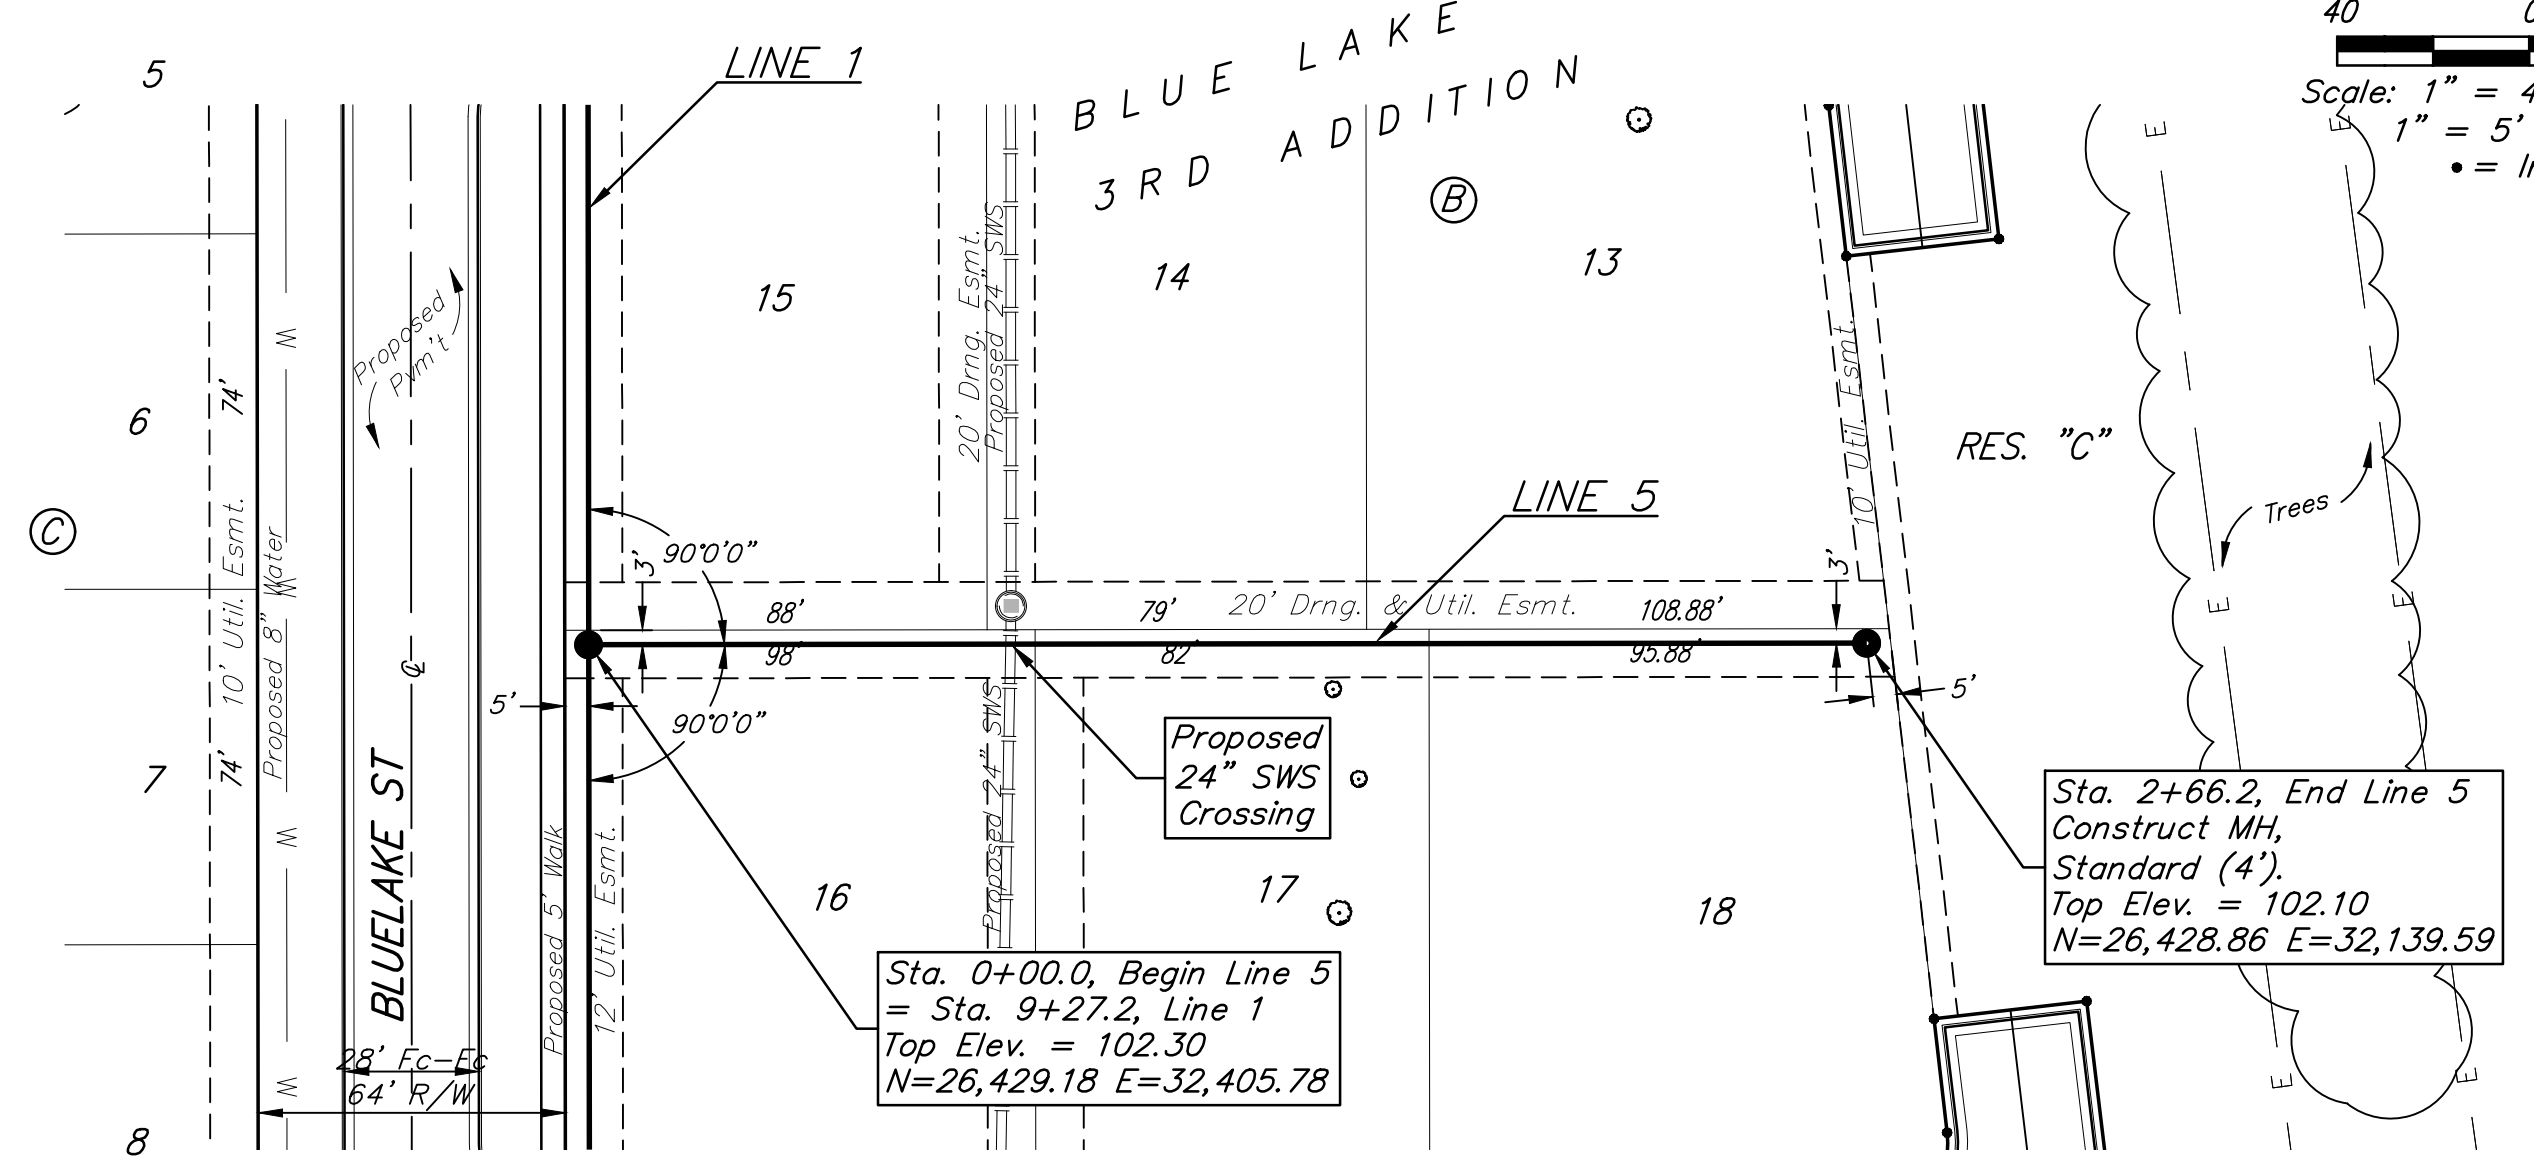 40
5
LINE 1
BLUE LAKE
3RD ADDITION
Scale: 1" =
1" = 5'
• =
B
15
14
13
20' Drng. Esmt.
Proposed 24" SWS
Proposed
Pvm't
W
74'
6
10' Util. Esmt.
RES. "C"
E
E
Trees
LINE 5
C
10' Util. Esmt.
Proposed 8" Water
W
90°0'0"
3'
3'
88'
79'
20' Drng. & Util. Esmt.
108.88'
E
E
98'
82'
95.88'
℄
5'
90°0'0"
5'
7
74'
BLUELAKE ST
Proposed 24" SWS
Proposed
24" SWS
Crossing
Sta. 2+66.2, End Line 5
Construct MH,
Standard (4').
Top Elev. = 102.10
N=26,428.86 E=32,139.59
W
Proposed 5' Walk
12' Util. Esmt.
16
17
18
Sta. 0+00.0, Begin Line 5
= Sta. 9+27.2, Line 1
Top Elev. = 102.30
N=26,429.18 E=32,405.78
28' Fc-Fc
64' R/W
W
E
E
8